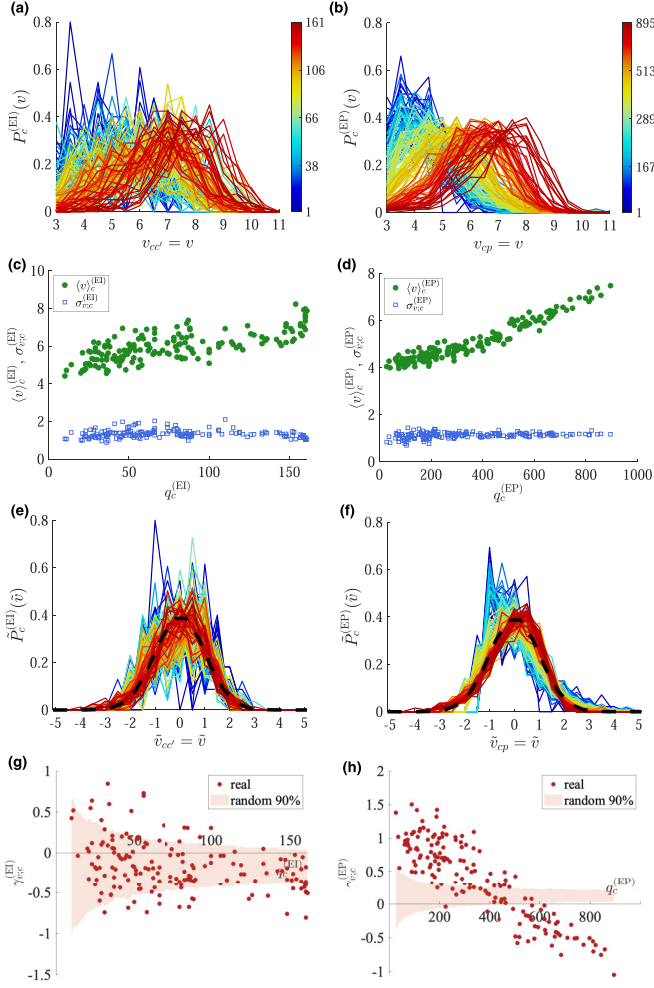 (a)
0.8
0.6
0.4
0.2
0
P_c^(EI)(v)
3 4 5 6 7 8 9 10 11
v_cc′ = v
161
106
66
38
1
(b)
0.8
0.6
0.4
0.2
0
P_c^(EP)(v)
3 4 5 6 7 8 9 10 11
v_cp = v
895
513
289
167
1
(c)
10
8
6
4
2
0
⟨v⟩_c^(EI), σ_v;c^(EI)
⟨v⟩_c^(EI)
σ_v;c^(EI)
0 50 100 150
q_c^(EI)
(d)
8
6
4
2
0
⟨v⟩_c^(EP), σ_v;c^(EP)
⟨v⟩_c^(EP)
σ_v;c^(EP)
0 200 400 600 800 1000
q_c^(EP)
(e)
0.8
0.6
0.4
0.2
0
P̃_c^(EI)(ṽ)
-5 -4 -3 -2 -1 0 1 2 3 4 5
ṽ_cc′ = ṽ
(f)
0.8
0.6
0.4
0.2
0
P̃_c^(EP)(ṽ)
-5 -4 -3 -2 -1 0 1 2 3 4 5
ṽ_cp = ṽ
(g)
1
0.5
0
-0.5
-1
-1.5
γ_v;c^(EI)
real
random 90%
50 100 150
q_c^(EI)
(h)
2
1.5
1
0.5
0
-0.5
-1
γ_v;c^(EP)
real
random 90%
q_c^(EP)
200 400 600 800